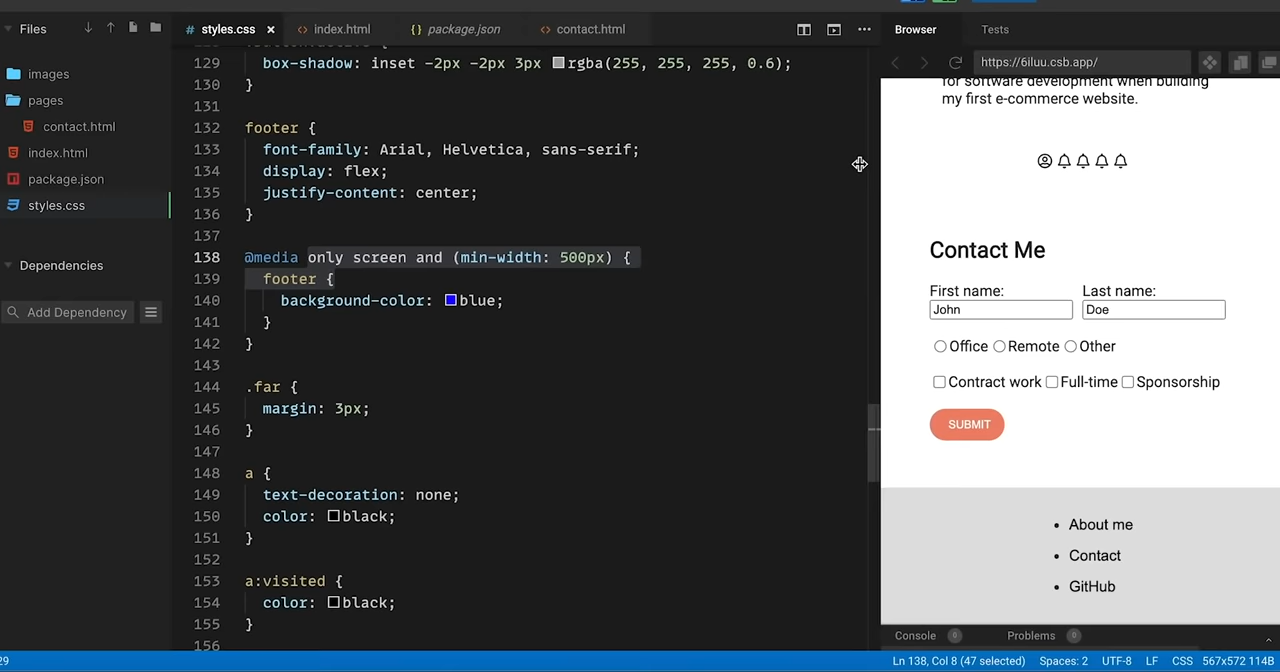 Files
styles.css
index.html
package.json
contact.html
Browser
Tests
https://6iluu.csb.app/
images
pages
contact.html
index.html
package.json
styles.css
Dependencies
Add Dependency
129 box-shadow: inset -2px -2px 3px rgba(255, 255, 255, 0.6);
130 }
131
132 footer {
133 font-family: Arial, Helvetica, sans-serif;
134 display: flex;
135 justify-content: center;
136 }
137
138 @media only screen and (min-width: 500px) {
139 footer {
140 background-color: blue;
141 }
142 }
143
144 .far {
145 margin: 3px;
146 }
147
148 a {
149 text-decoration: none;
150 color: black;
151 }
152
153 a:visited {
154 color: black;
155 }
156
for software development when building
my first e-commerce website.
Contact Me
First name: Last name:
John Doe
Office Remote Other
Contract work Full-time Sponsorship
SUBMIT
About me
Contact
GitHub
Console 0 Problems 0
29
Ln 138, Col 8 (47 selected) Spaces: 2 UTF-8 LF CSS 567x572 114B